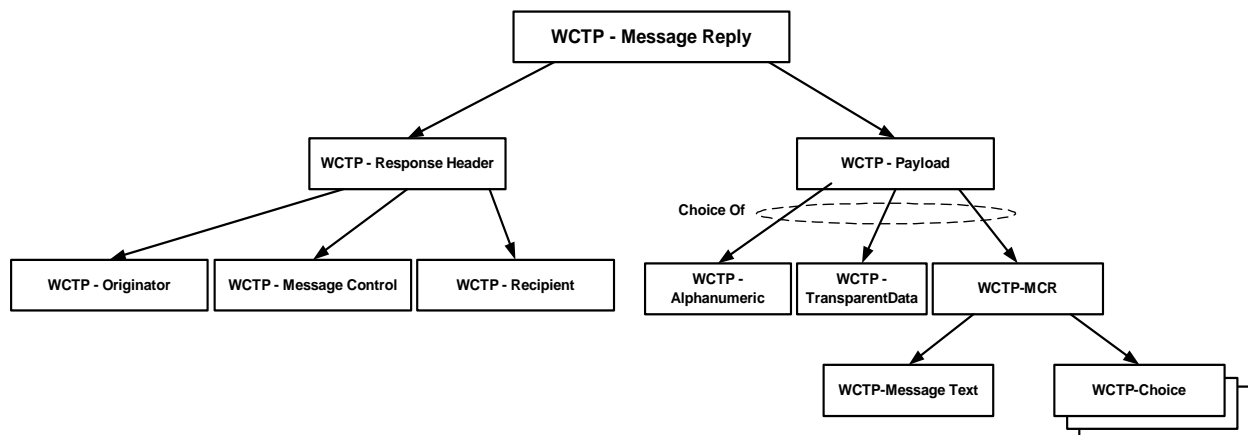 WCTP - Message Reply
WCTP - Response Header
WCTP - Payload
Choice Of
WCTP - Originator
WCTP - Message Control
WCTP - Recipient
WCTP -
Alphanumeric
WCTP -
TransparentData
WCTP-MCR
WCTP-Message Text
WCTP-Choice